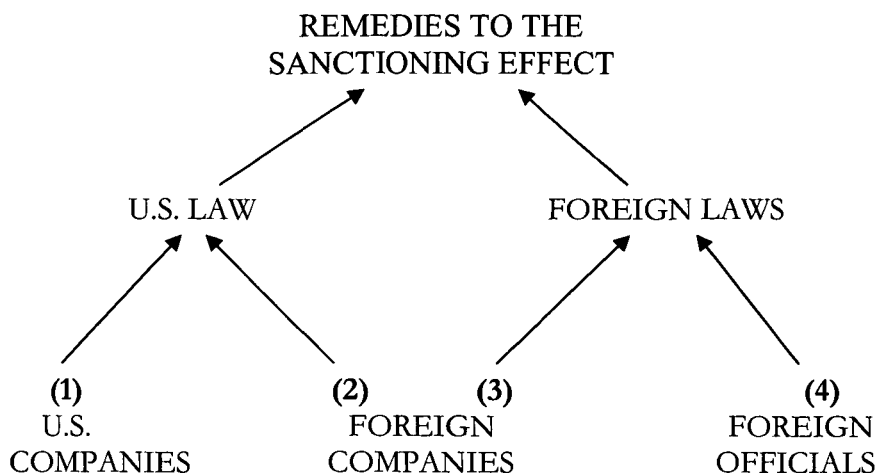 REMEDIES TO THE
SANCTIONING EFFECT
U.S. LAW
FOREIGN LAWS
(1)
(2)
(3)
(4)
U.S.
COMPANIES
FOREIGN
COMPANIES
FOREIGN
OFFICIALS